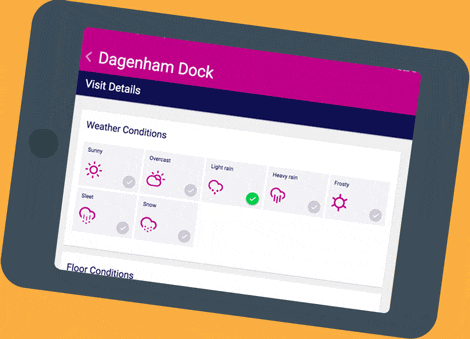 Dagenham Dock
Visit Details
Weather Conditions
Sunny
Overcast
Light rain
Heavy rain
Frosty
Sleet
Snow
Floor Conditions